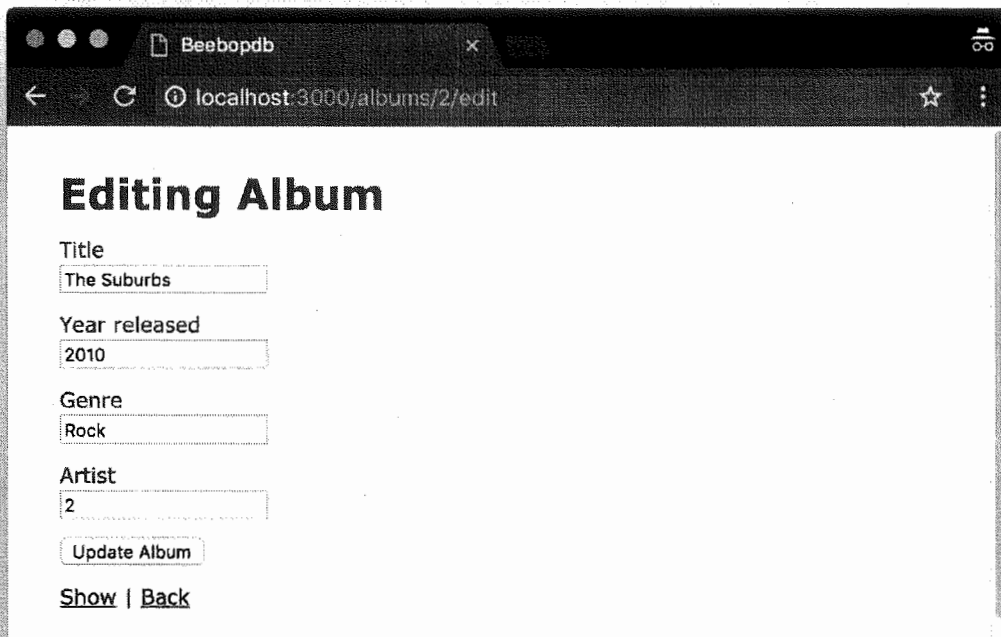 Beebopdb
localhost:3000/albums/2/edit
Editing Album
Title
The Suburbs
Year released
2010
Genre
Rock
Artist
2
Update Album
Show | Back